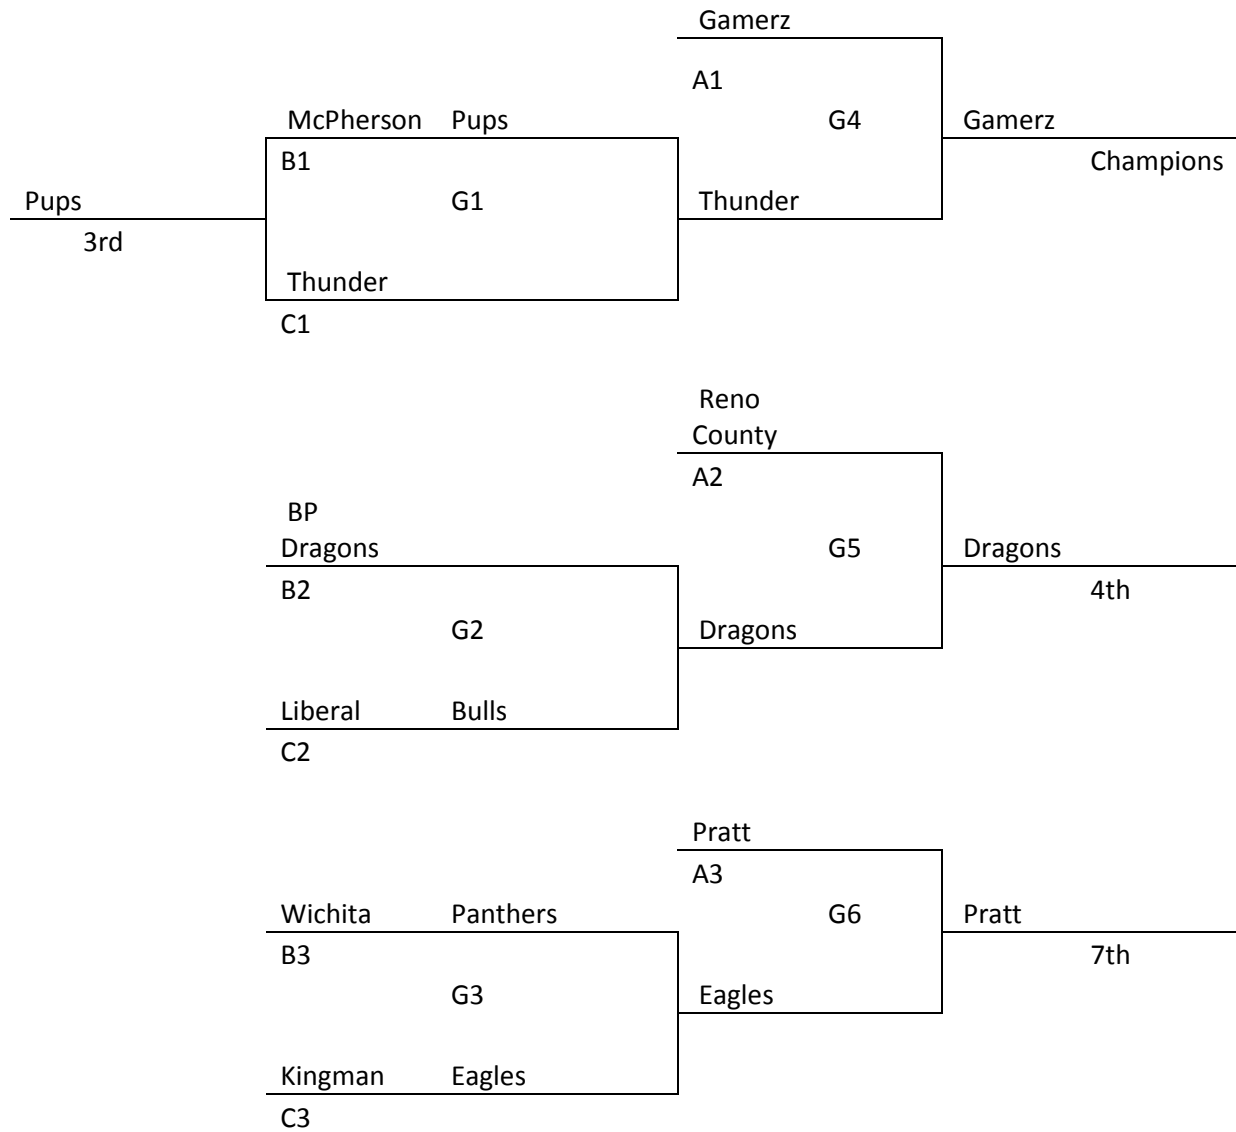 Gamerz
A1
McPherson Pups G4 Gamerz
B1 Champions
Pups G1 Thunder
3rd
Thunder
C1
Reno
County
A2
BP
Dragons G5 Dragons
B2 4th
G2 Dragons
Liberal Bulls
C2
Pratt
A3
Wichita Panthers G6 Pratt
B3 7th
G3 Eagles
Kingman Eagles
C3